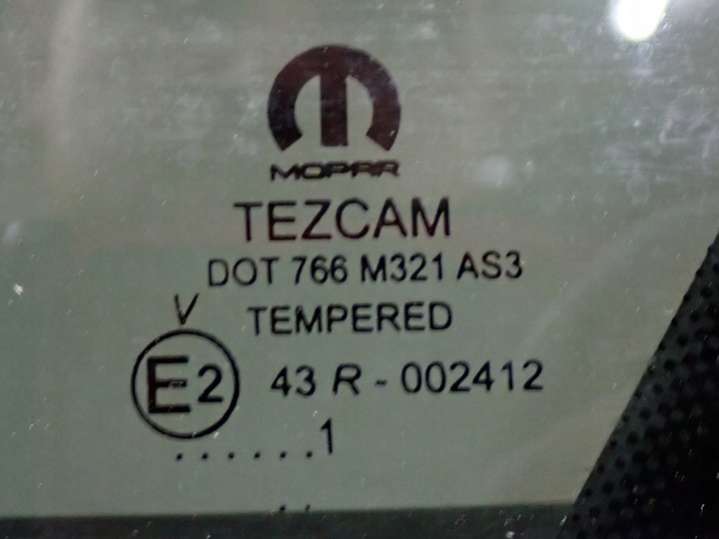 MOPAR
TEZCAM
DOT 766 M321 AS3
V TEMPERED
E2 43 R - 002412
......1